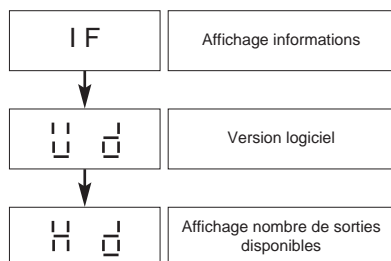 IF
Affichage informations
U d
Version logiciel
H d
Affichage nombre de sorties
disponibles